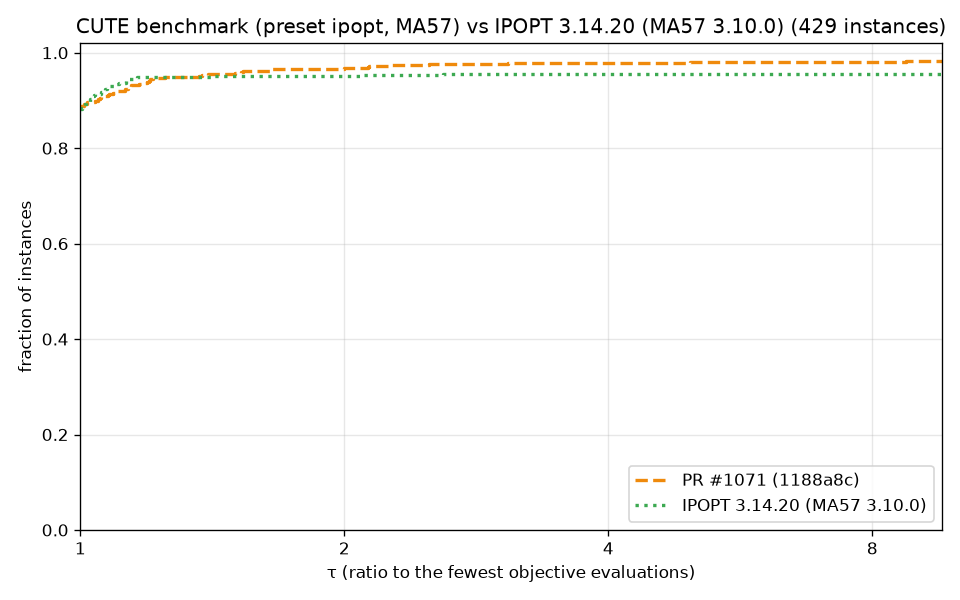 CUTE benchmark (preset ipopt, MA57) vs IPOPT 3.14.20 (MA57 3.10.0) (429 instances)
1.0
0.8
0.6
0.4
0.2
0.0
fraction of instances
1
2
4
8
τ (ratio to the fewest objective evaluations)
PR #1071 (1188a8c)
IPOPT 3.14.20 (MA57 3.10.0)